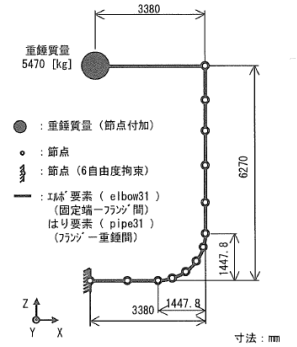 3380
重錘質量
5470 [kg]
: 重錘質量 (節点付加)
: 節点
: 節点 (6自由度拘束)
: エルボ要素 ( elbow31 )
(固定端ーフランジ間)
はり要素 ( pipe31 )
(フランジー重錘間)
6270
1447.8
1447.8
3380
Z
Y
X
寸法:mm